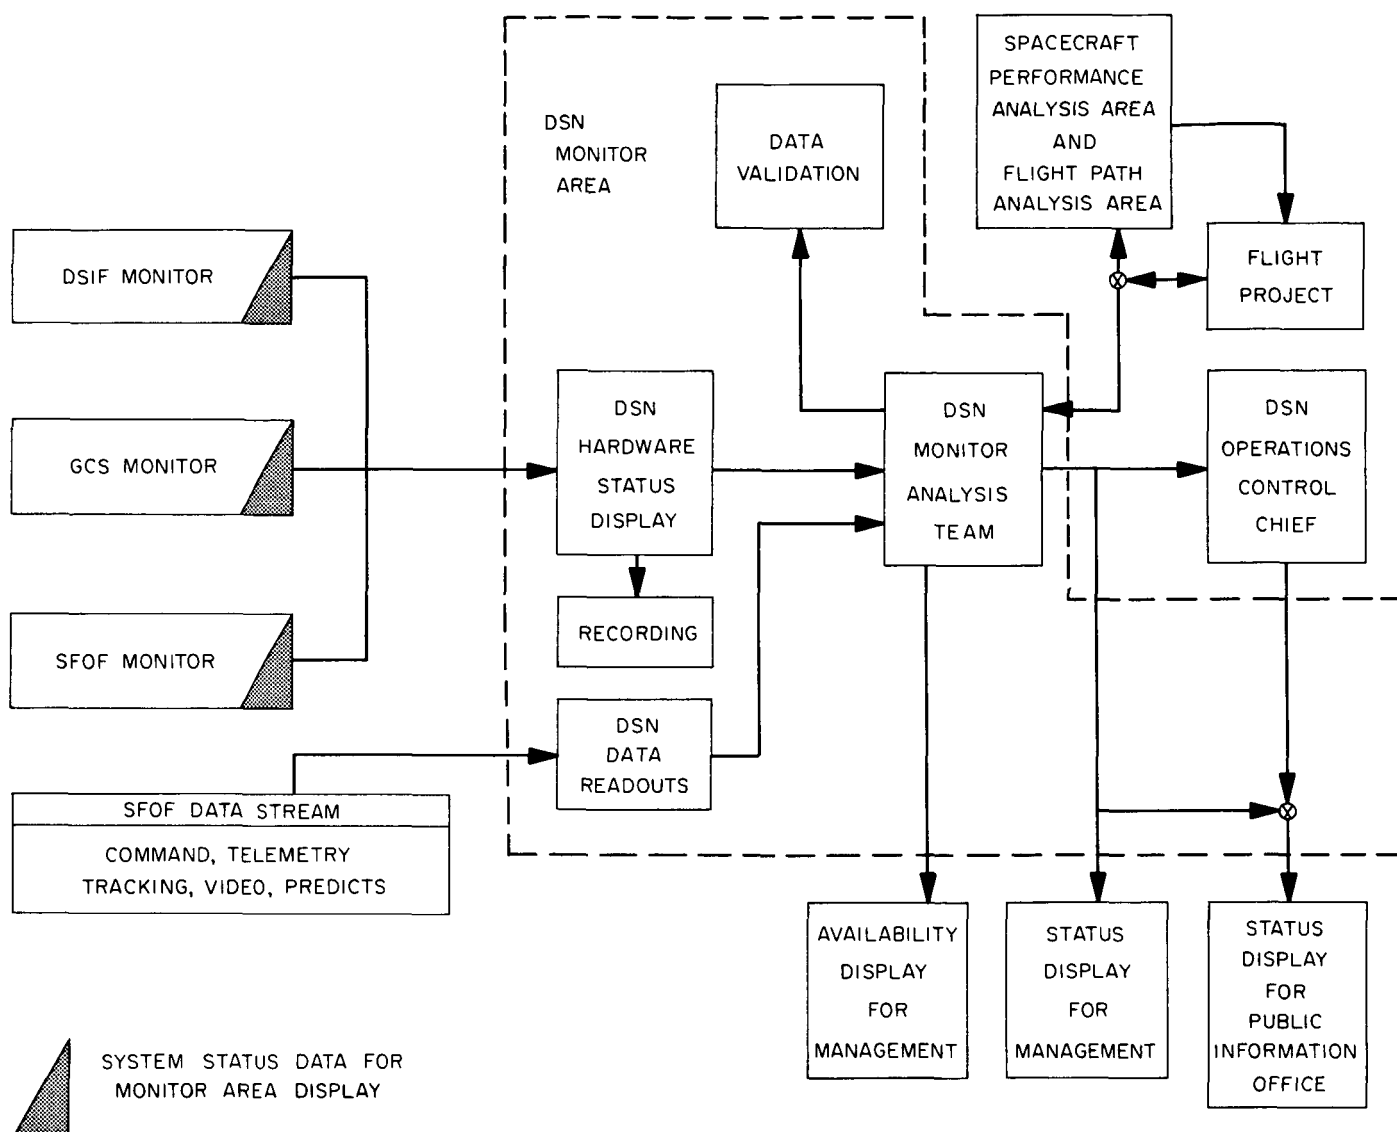 SPACECRAFT
PERFORMANCE
ANALYSIS AREA
AND
FLIGHT PATH
ANALYSIS AREA
DSN
MONITOR
AREA
DATA
VALIDATION
DSIF MONITOR
FLIGHT
PROJECT
GCS MONITOR
DSN
HARDWARE
STATUS
DISPLAY
DSN
MONITOR
ANALYSIS
TEAM
DSN
OPERATIONS
CONTROL
CHIEF
RECORDING
SFOF MONITOR
DSN
DATA
READOUTS
SFOF DATA STREAM
COMMAND, TELEMETRY
TRACKING, VIDEO, PREDICTS
AVAILABILITY
DISPLAY
FOR
MANAGEMENT
STATUS
DISPLAY
FOR
MANAGEMENT
STATUS
DISPLAY
FOR
PUBLIC
INFORMATION
OFFICE
SYSTEM STATUS DATA FOR
MONITOR AREA DISPLAY